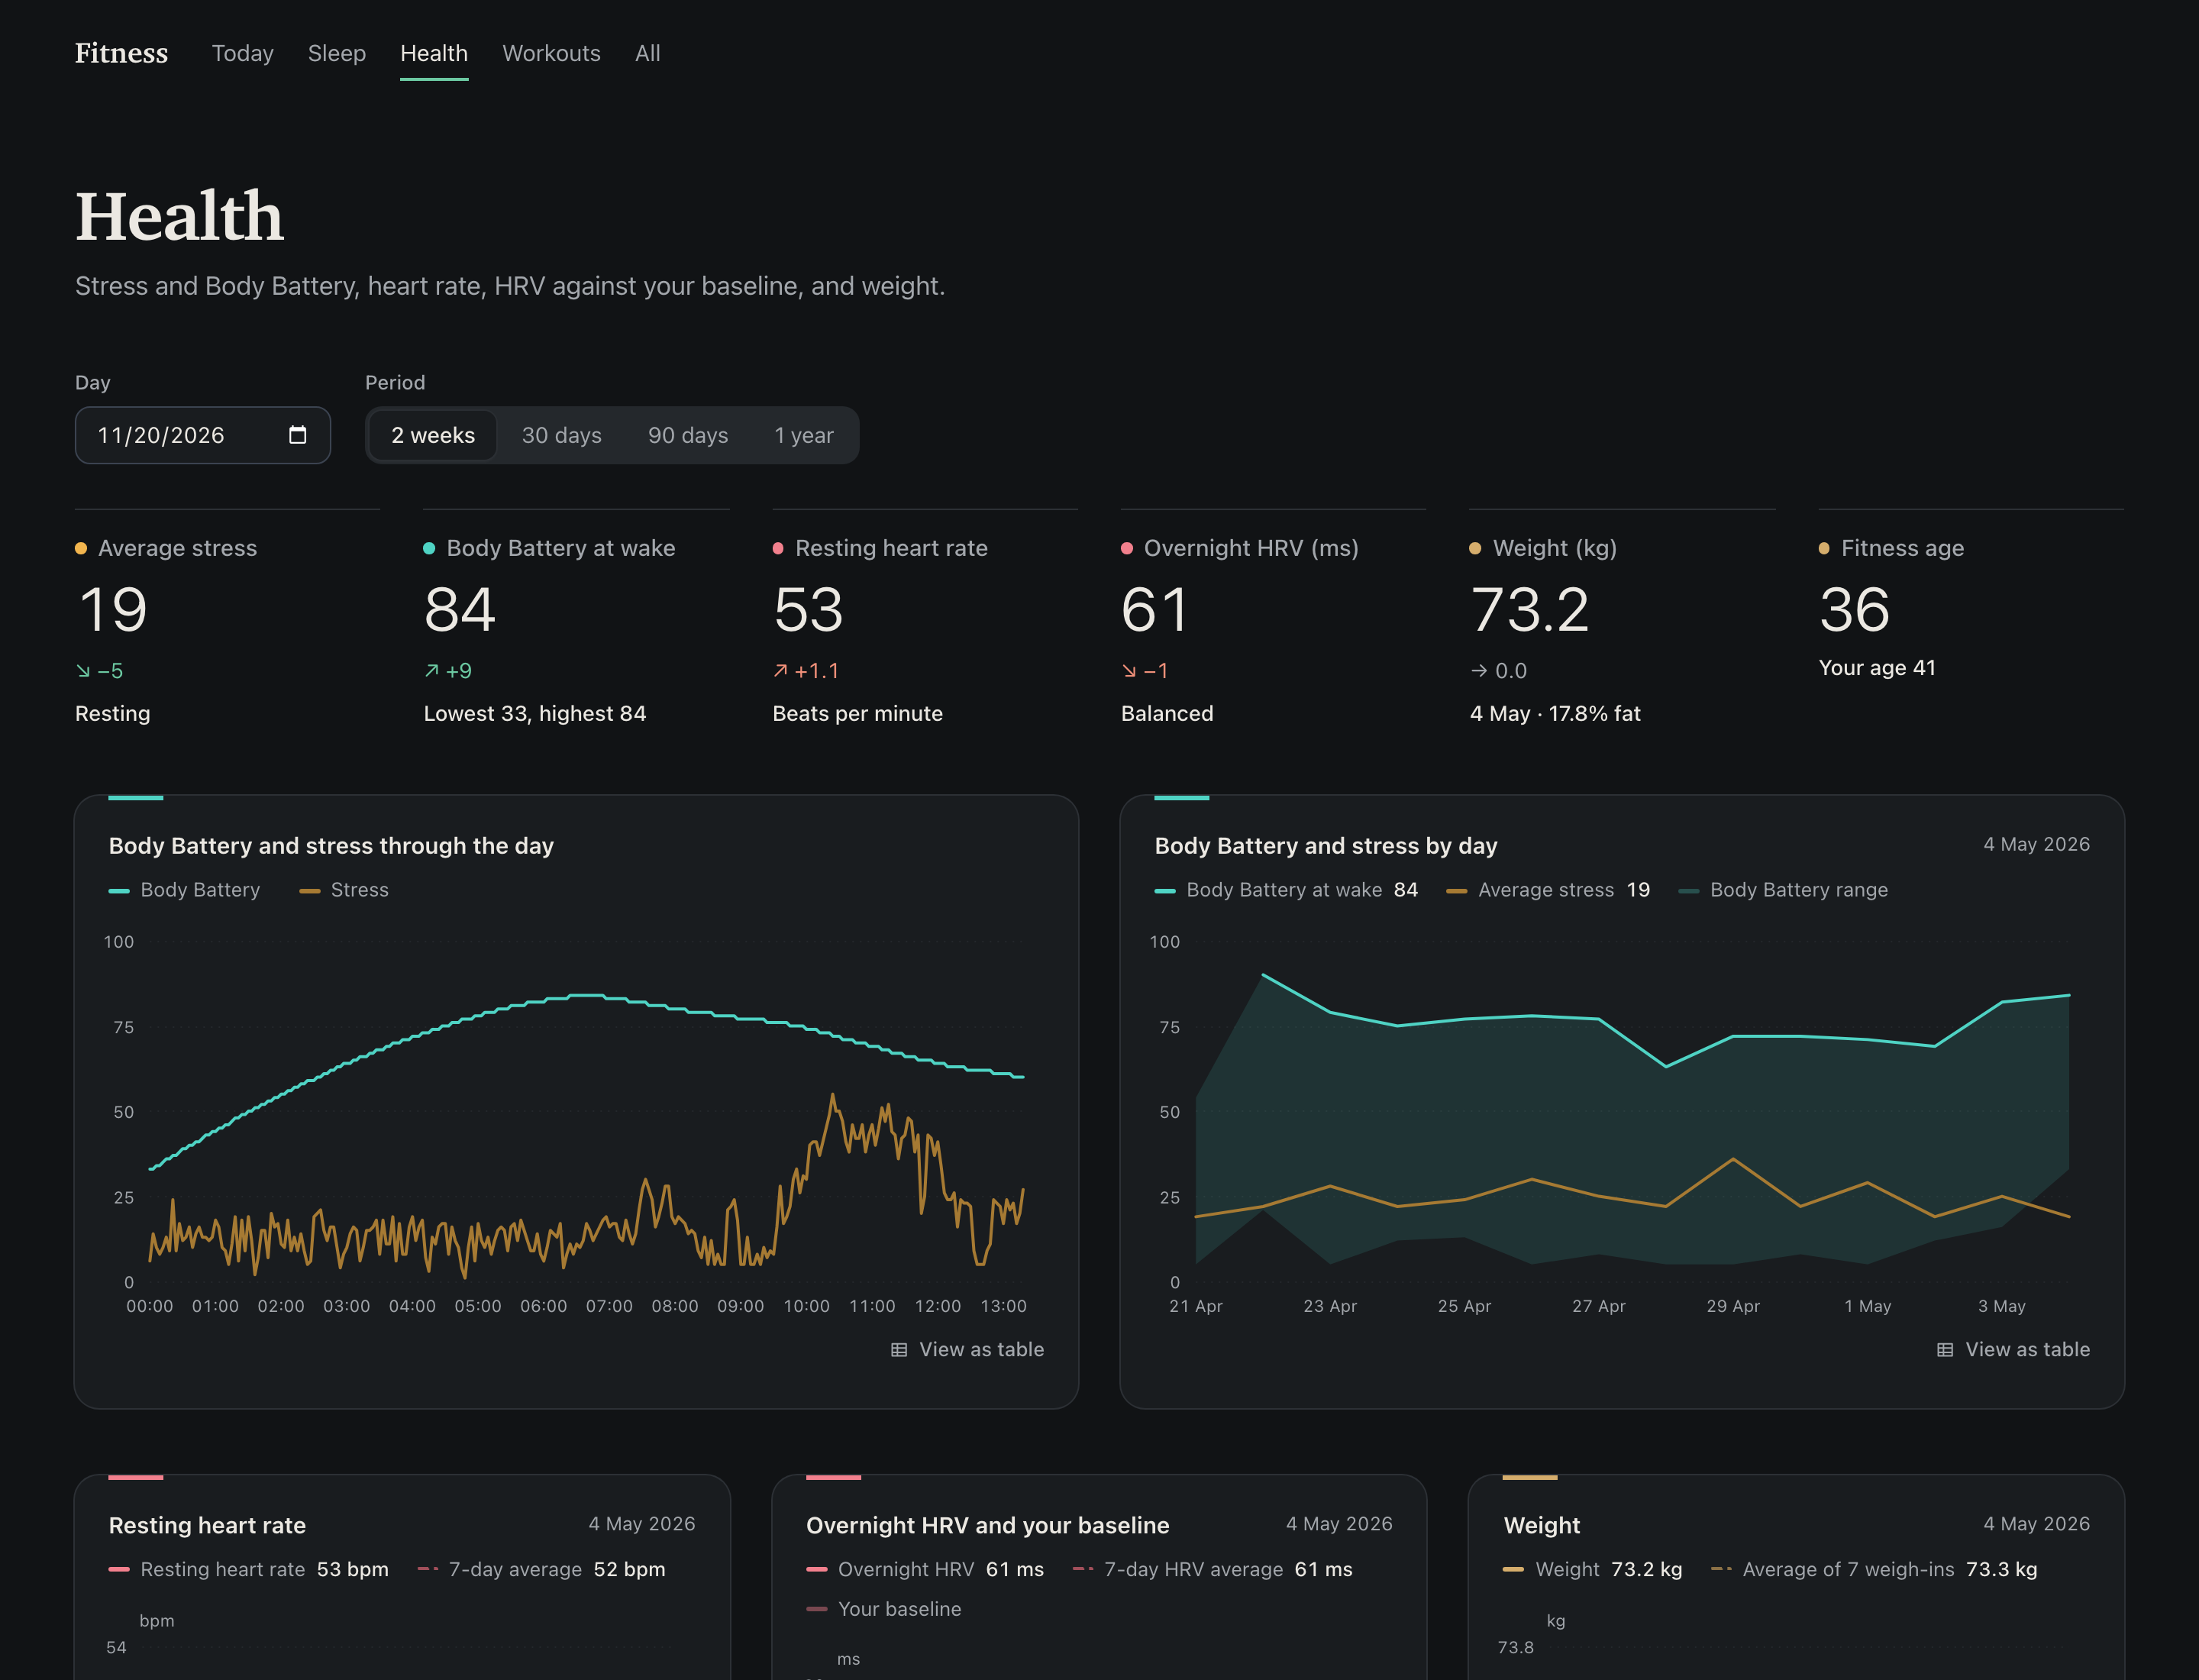 Fitness Today Sleep Health Workouts All
Health
Stress and Body Battery, heart rate, HRV against your baseline, and weight.
Day Period
11/20/2026 2 weeks 30 days 90 days 1 year
Average stress Body Battery at wake Resting heart rate Overnight HRV (ms) Weight (kg) Fitness age
19 84 53 61 73.2 36
↘ −5 ↗ +9 ↗ +1.1 ↘ −1 → 0.0 Your age 41
Resting Lowest 33, highest 84 Beats per minute Balanced 4 May · 17.8% fat
Body Battery and stress through the day
Body Battery Stress
100
75
50
25
0
00:00 01:00 02:00 03:00 04:00 05:00 06:00 07:00 08:00 09:00 10:00 11:00 12:00 13:00
View as table
Body Battery and stress by day 4 May 2026
Body Battery at wake 84 Average stress 19 Body Battery range
100
75
50
25
0
21 Apr 23 Apr 25 Apr 27 Apr 29 Apr 1 May 3 May
View as table
Resting heart rate 4 May 2026
Resting heart rate 53 bpm 7-day average 52 bpm
bpm
54
Overnight HRV and your baseline 4 May 2026
Overnight HRV 61 ms 7-day HRV average 61 ms
Your baseline
ms
Weight 4 May 2026
Weight 73.2 kg Average of 7 weigh-ins 73.3 kg
kg
73.8